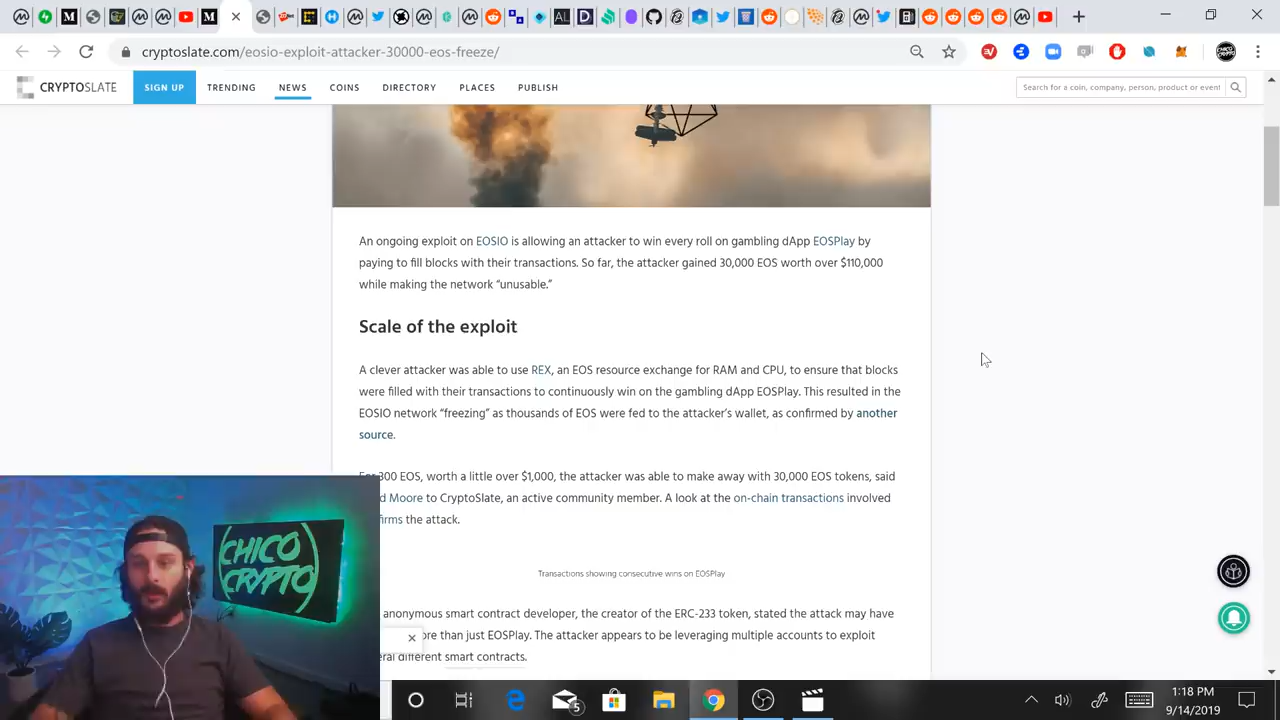 cryptoslate.com/eosio-exploit-attacker-30000-eos-freeze/
CRYPTOSLATE
SIGN UP
TRENDING
NEWS
COINS
DIRECTORY
PLACES
PUBLISH
Search for a coin, company, person, product or event
An ongoing exploit on EOSIO is allowing an attacker to win every roll on gambling dApp EOSPlay by
paying to fill blocks with their transactions. So far, the attacker gained 30,000 EOS worth over $110,000
while making the network “unusable.”
Scale of the exploit
A clever attacker was able to use REX, an EOS resource exchange for RAM and CPU, to ensure that blocks
were filled with their transactions to continuously win on the gambling dApp EOSPlay. This resulted in the
EOSIO network “freezing” as thousands of EOS were fed to the attacker’s wallet, as confirmed by another
source.
For 300 EOS, worth a little over $1,000, the attacker was able to make away with 30,000 EOS tokens, said
Moore to CryptoSlate, an active community member. A look at the on-chain transactions involved
the attack.
Transactions showing consecutive wins on EOSPlay
anonymous smart contract developer, the creator of the ERC-233 token, stated the attack may have
more than just EOSPlay. The attacker appears to be leveraging multiple accounts to exploit
different smart contracts.
CHICO
CRYPTO
5
1:18 PM
9/14/2019